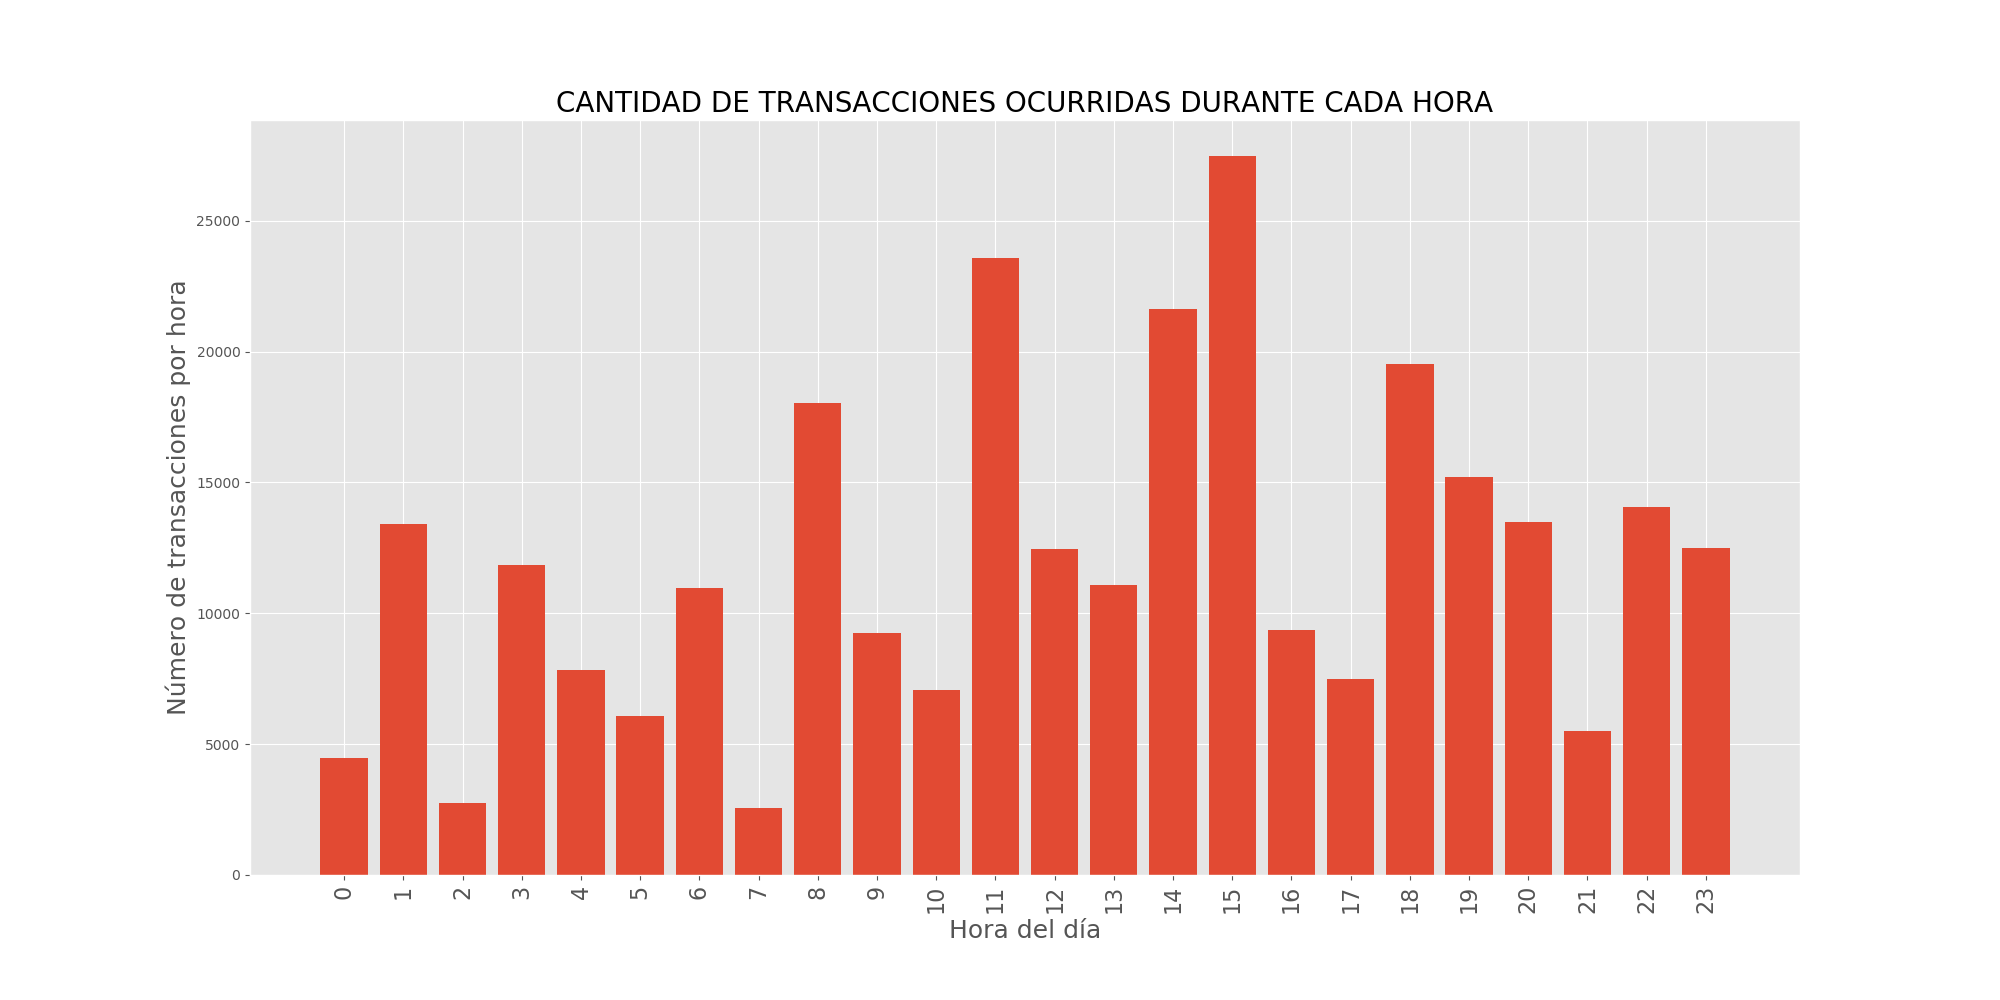 CANTIDAD DE TRANSACCIONES OCURRIDAS DURANTE CADA HORA
Número de transacciones por hora
25000
20000
15000
10000
5000
0
0 1 2 3 4 5 6 7 8 9 10 11 12 13 14 15 16 17 18 19 20 21 22 23
Hora del día